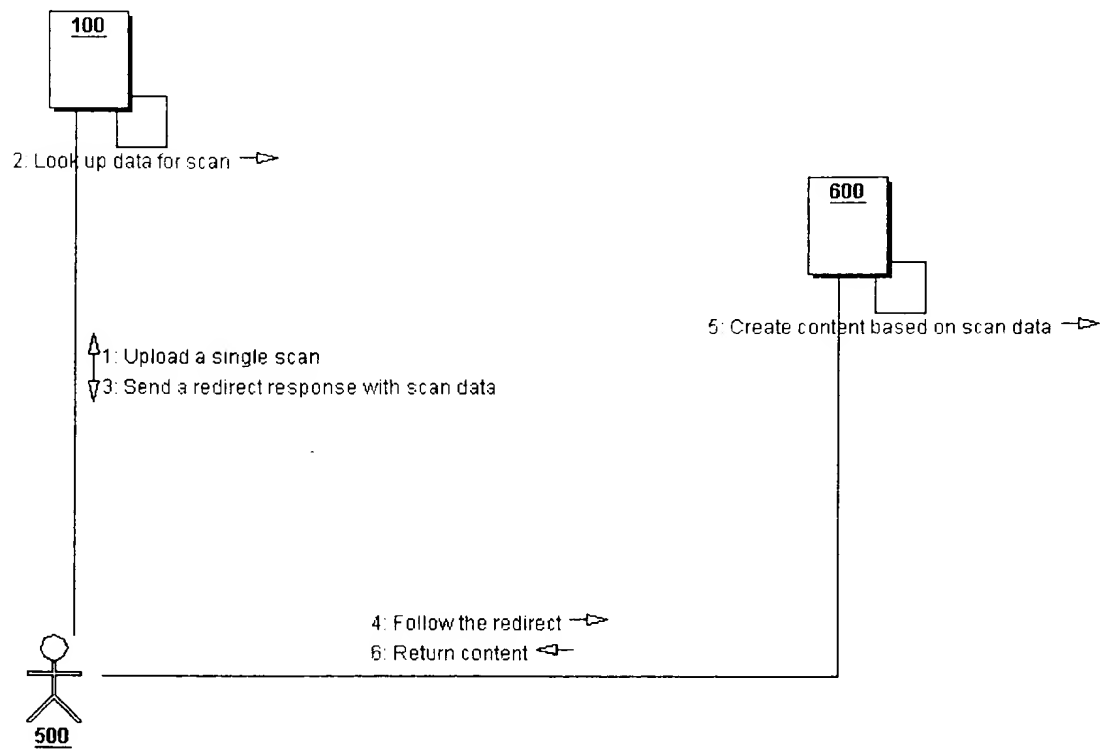 100
2: Look up data for scan
600
5: Create content based on scan data
1: Upload a single scan
3: Send a redirect response with scan data
4: Follow the redirect
6: Return content
500